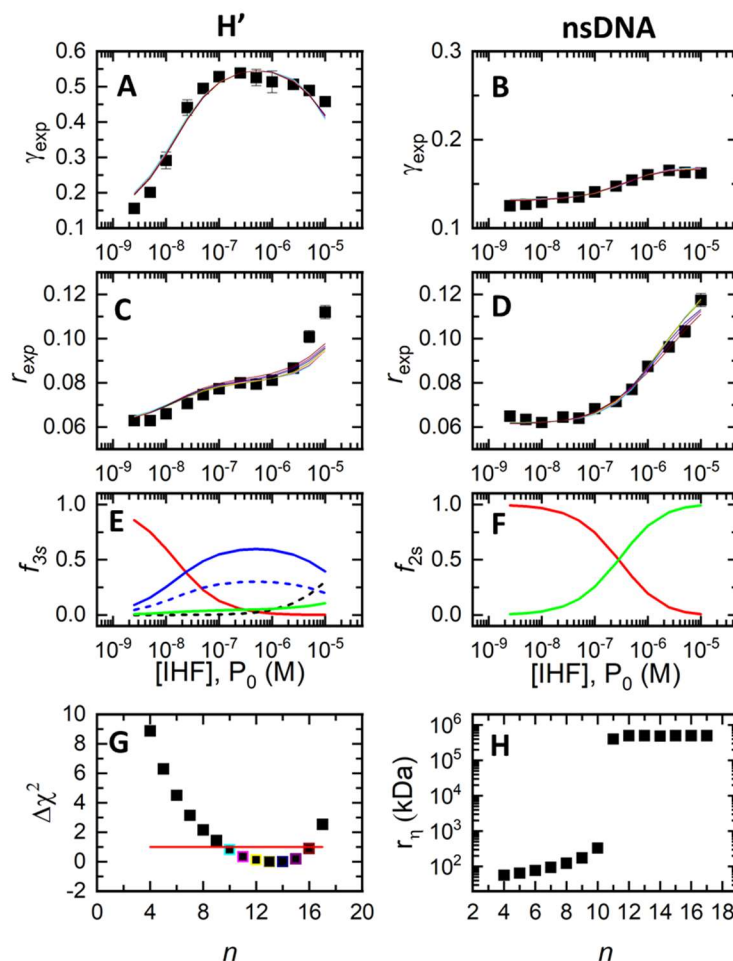 H’ nsDNA
0.6 0.3
0.5 A B
0.4
γexp 0.2 γexp
0.3
0.2
0.1 0.1
10⁻⁹ 10⁻⁸ 10⁻⁷ 10⁻⁶ 10⁻⁵ 10⁻⁹ 10⁻⁸ 10⁻⁷ 10⁻⁶ 10⁻⁵
0.12 C 0.12 D
rexp 0.10 rexp 0.10
0.08 0.08
0.06 0.06
10⁻⁹ 10⁻⁸ 10⁻⁷ 10⁻⁶ 10⁻⁵ 10⁻⁹ 10⁻⁸ 10⁻⁷ 10⁻⁶ 10⁻⁵
1.0 E 1.0 F
f3s 0.5 f2s 0.5
0.0 0.0
10⁻⁹ 10⁻⁸ 10⁻⁷ 10⁻⁶ 10⁻⁵ 10⁻⁹ 10⁻⁸ 10⁻⁷ 10⁻⁶ 10⁻⁵
[IHF], P₀ (M) [IHF], P₀ (M)
10 G 10⁶ H
8 10⁵
6
Δχ² 4 rη (kDa) 10⁴
2 10³
0
-2 10²
0 4 8 12 16 20 2 4 6 8 10 12 14 16 18
n n